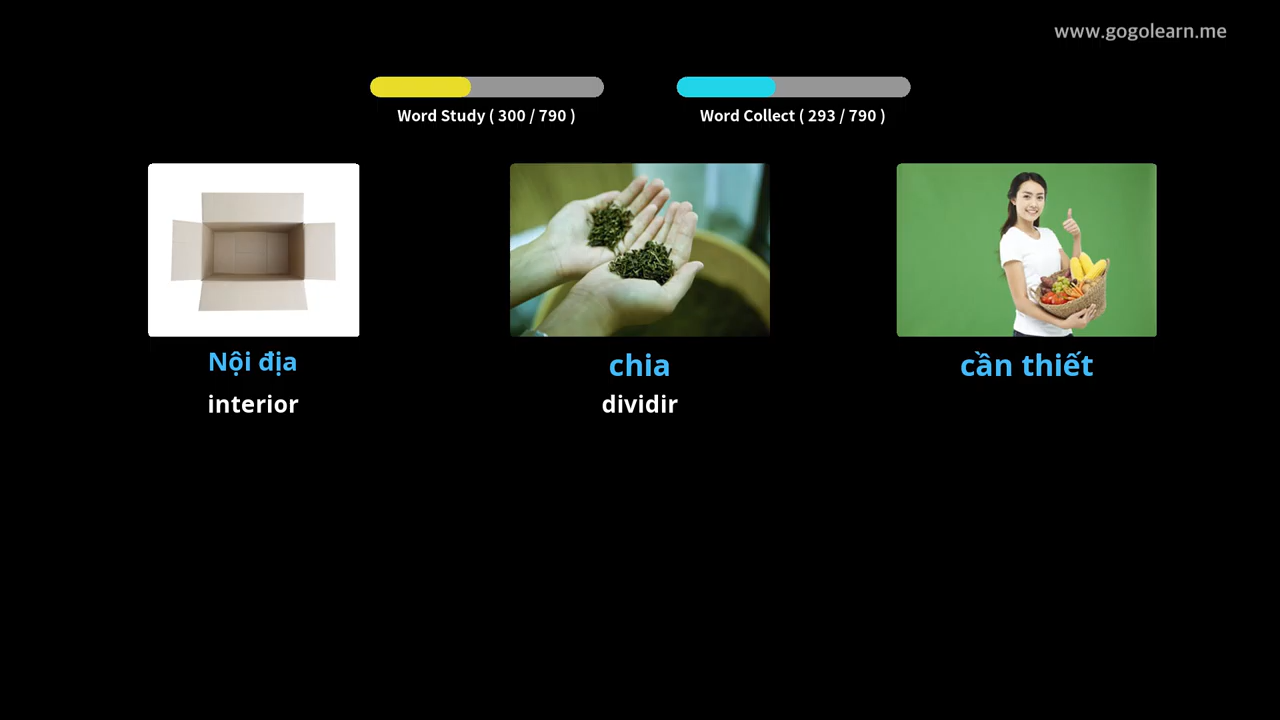 www.gogolearn.me
Word Study ( 300 / 790 )
Word Collect ( 293 / 790 )
Nội địa
interior
chia
dividir
cần thiết